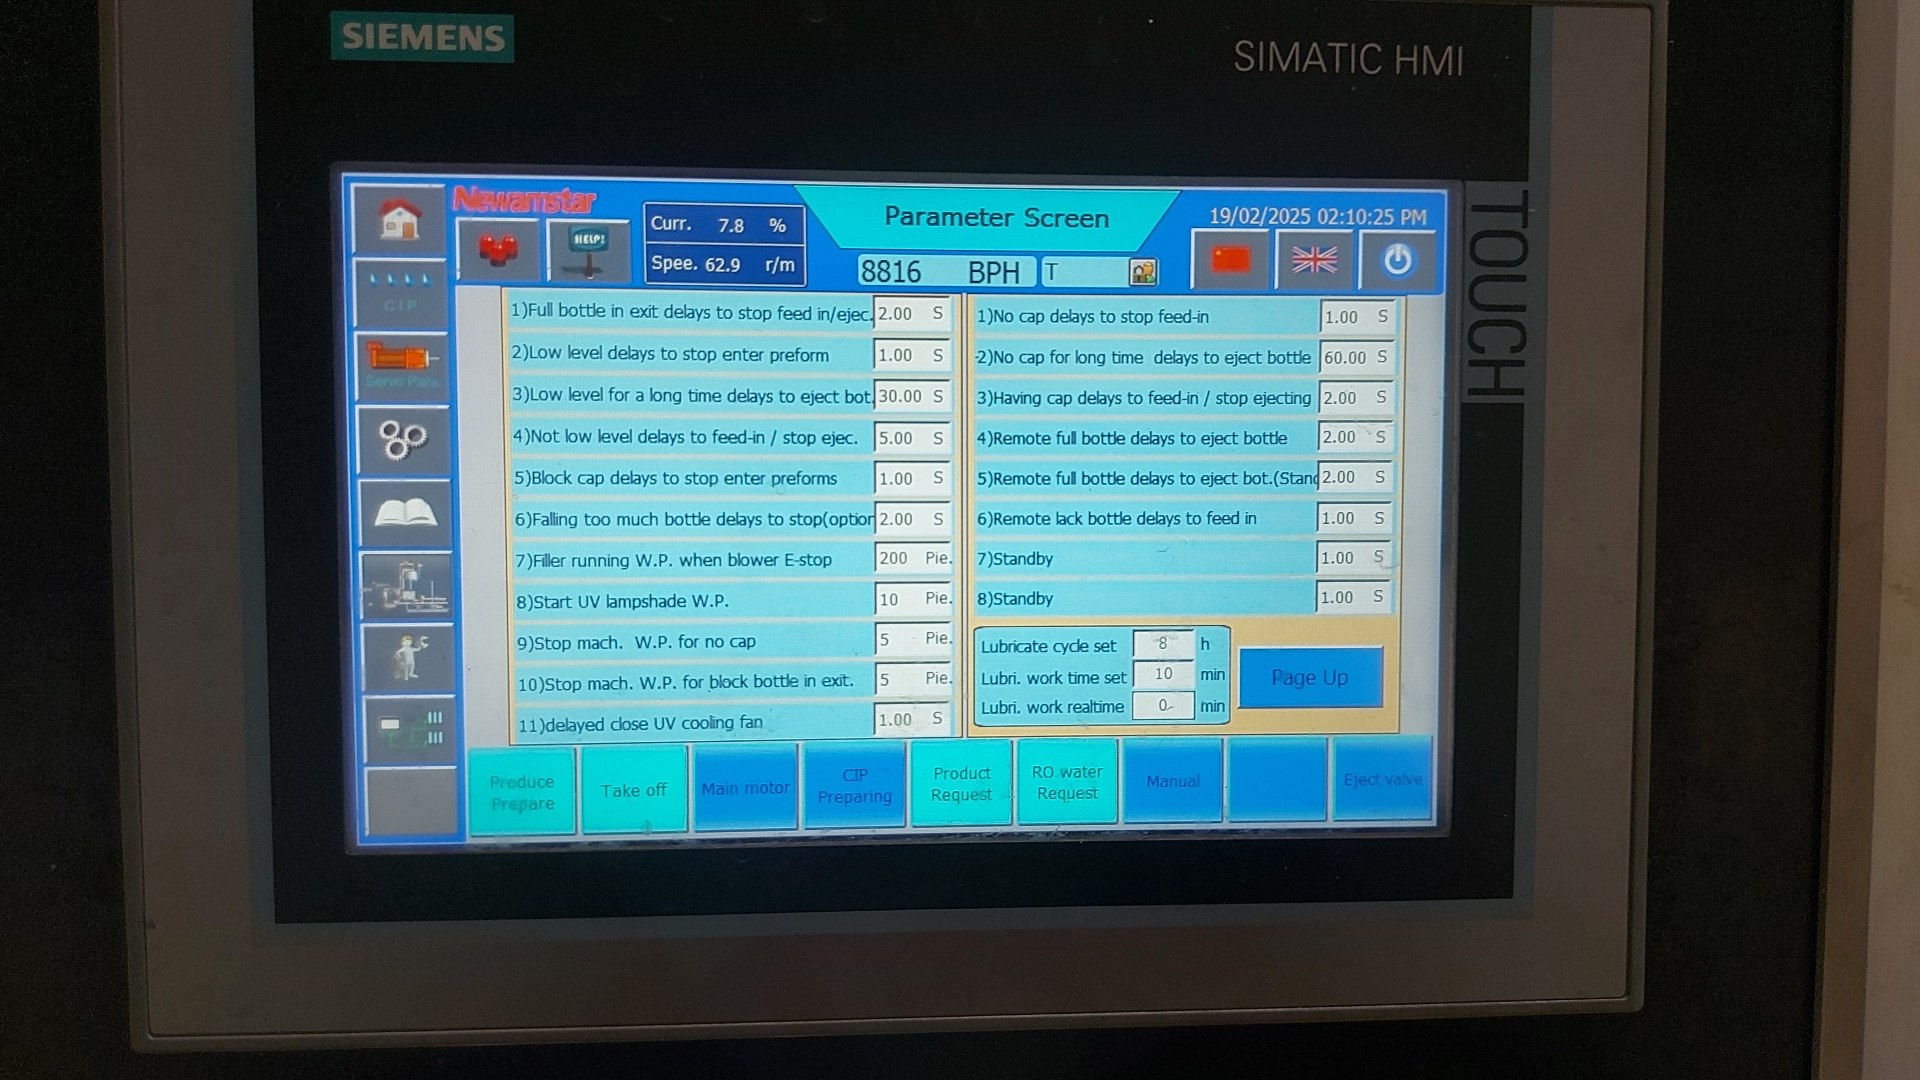 SIEMENS
SIMATIC HMI
TOUCH
Newamstar
HELP!
Curr. 7.8 %
Spee. 62.9 r/m
Parameter Screen
8816 BPH T
19/02/2025 02:10:25 PM
CIP
Servo Para.
1)Full bottle in exit delays to stop feed in/ejec. 2.00 S
2)Low level delays to stop enter preform 1.00 S
3)Low level for a long time delays to eject bot. 30.00 S
4)Not low level delays to feed-in / stop ejec. 5.00 S
5)Block cap delays to stop enter preforms 1.00 S
6)Falling too much bottle delays to stop(option 2.00 S
7)Filler running W.P. when blower E-stop 200 Pie.
8)Start UV lampshade W.P. 10 Pie.
9)Stop mach. W.P. for no cap 5 Pie.
10)Stop mach. W.P. for block bottle in exit. 5 Pie.
11)delayed close UV cooling fan 1.00 S
1)No cap delays to stop feed-in 1.00 S
-2)No cap for long time delays to eject bottle 60.00 S
3)Having cap delays to feed-in / stop ejecting 2.00 S
4)Remote full bottle delays to eject bottle 2.00 S
5)Remote full bottle delays to eject bot.(Stand 2.00 S
6)Remote lack bottle delays to feed in 1.00 S
7)Standby 1.00 S
8)Standby 1.00 S
Lubricate cycle set 8 h
Lubri. work time set 10 min
Lubri. work realtime 0 min
Page Up
Produce Prepare
Take off
Main motor
CIP Preparing
Product Request
RO water Request
Manual
Eject valve